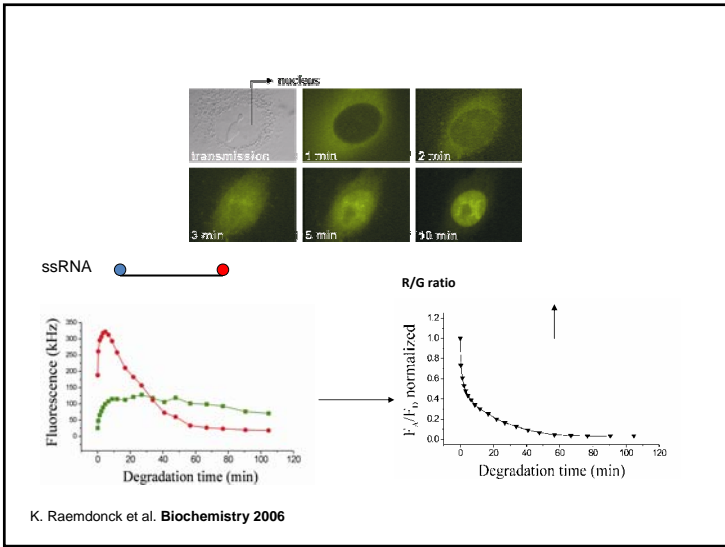 nucleus
transmission
1 min
2 min
3 min
5 min
10 min
ssRNA
R/G ratio
Fluorescence (kHz)
350
300
250
200
150
100
50
0
0 20 40 60 80 100 120
Degradation time (min)
F_A/F_D normalized
1.2
1.0
0.8
0.6
0.4
0.2
0.0
0 20 40 60 80 100 120
Degradation time (min)
K. Raemdonck et al. Biochemistry 2006